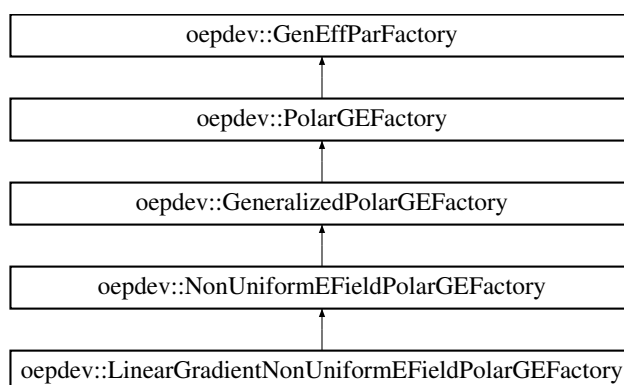 oepdev::GenEffParFactory
oepdev::PolarGEFactory
oepdev::GeneralizedPolarGEFactory
oepdev::NonUniformEFieldPolarGEFactory
oepdev::LinearGradientNonUniformEFieldPolarGEFactory